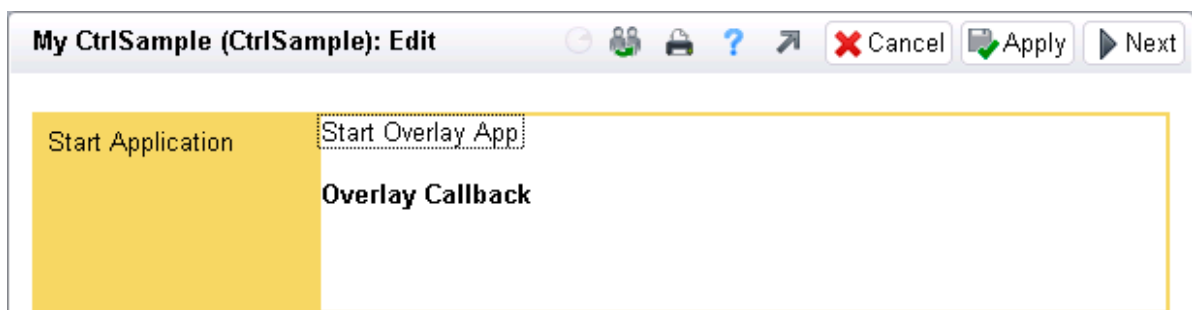 My CtrlSample (CtrlSample): Edit ? Cancel Apply Next
Start Application Start Overlay App
Overlay Callback